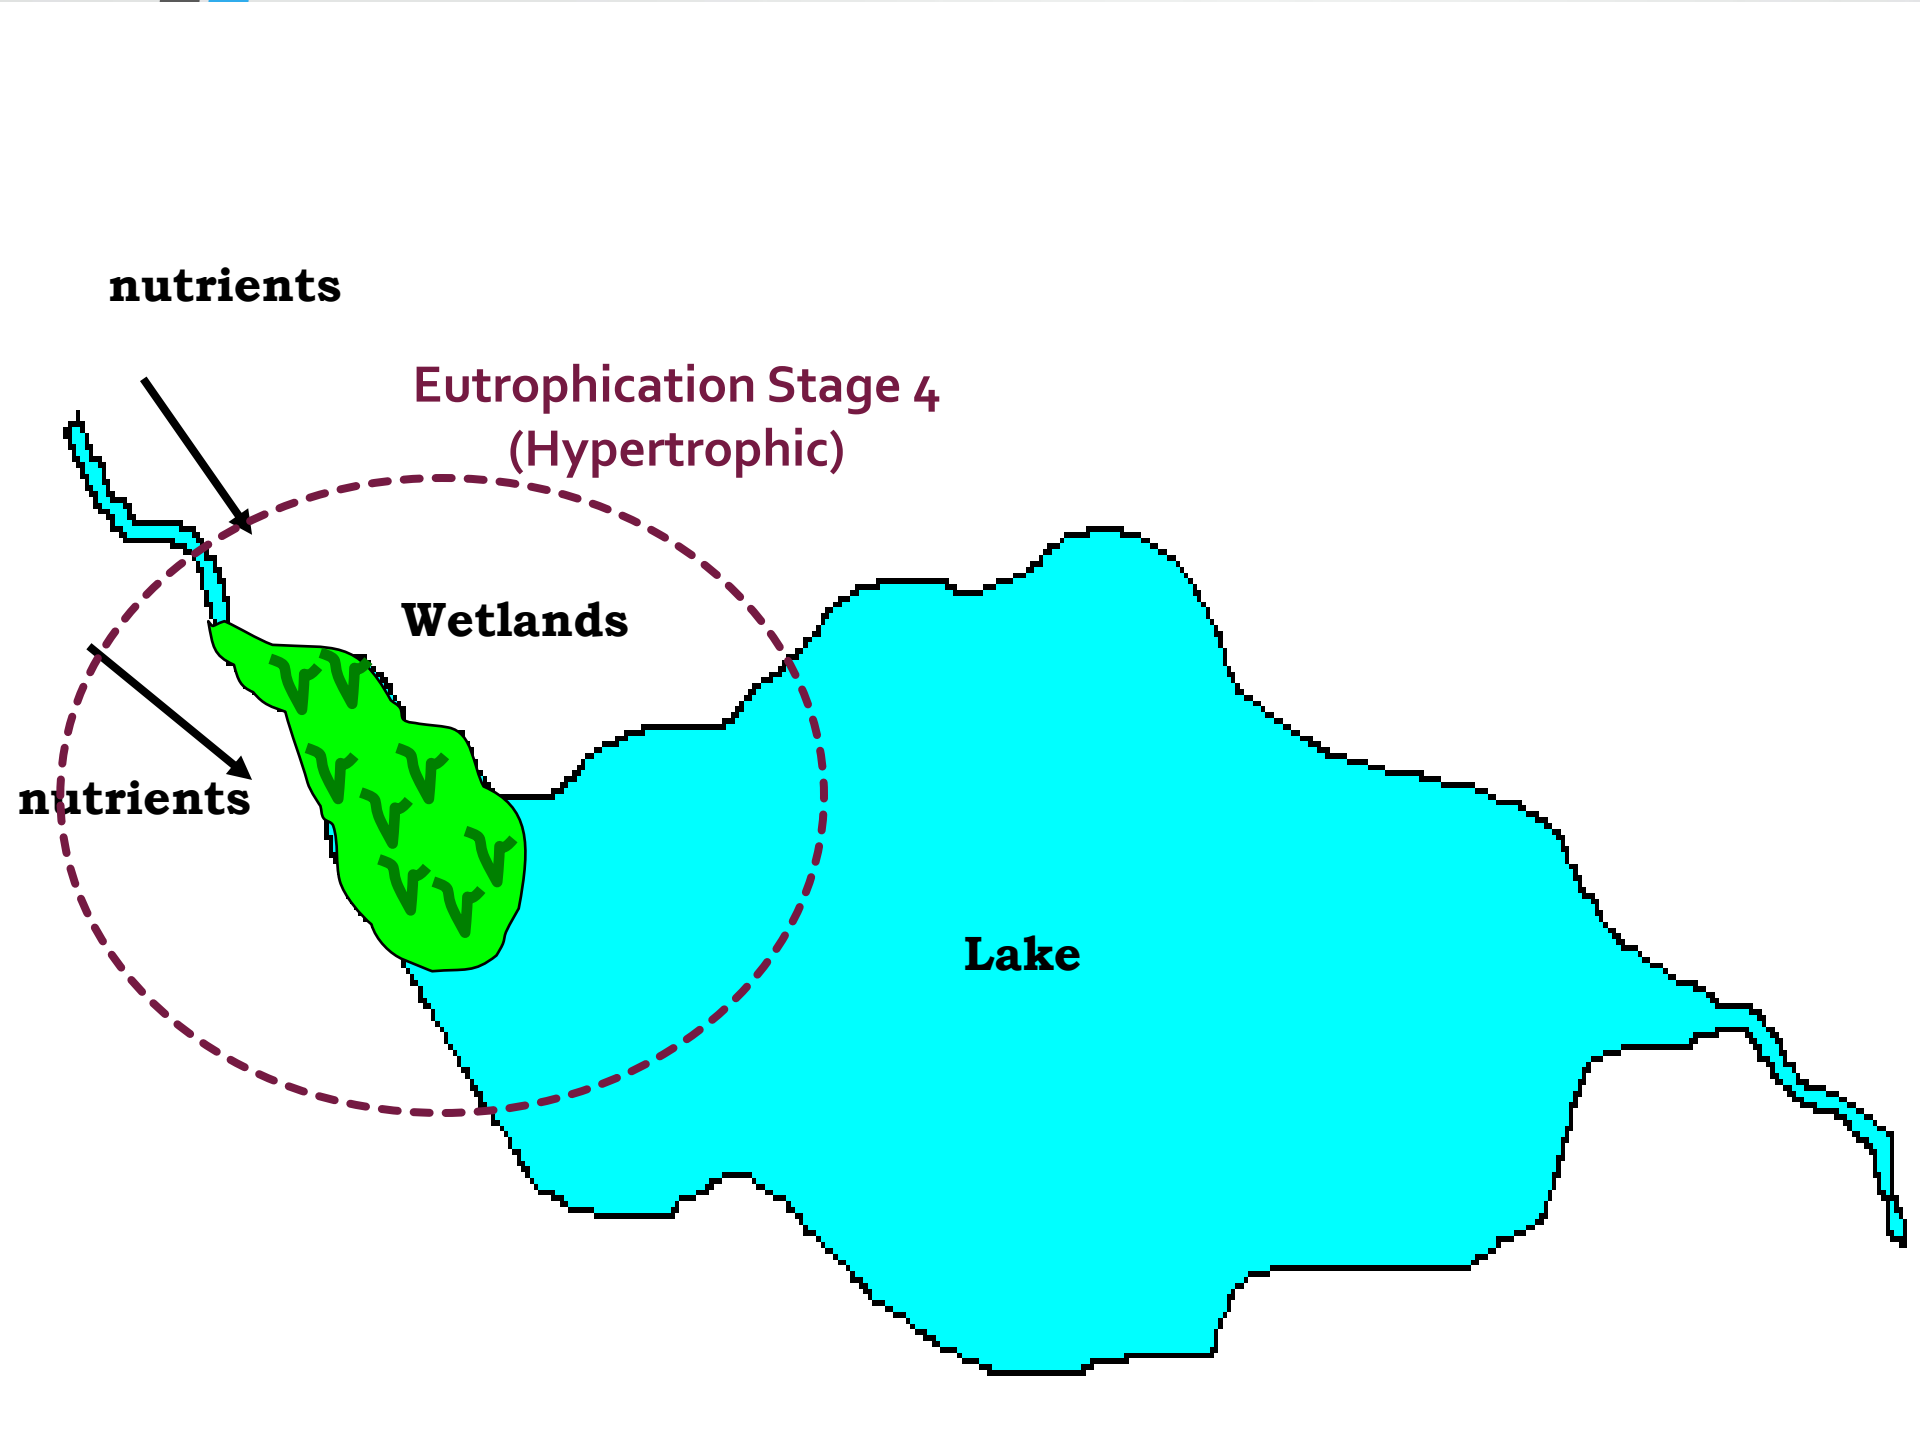 nutrients
Eutrophication Stage 4
(Hypertrophic)
Wetlands
nutrients
Lake